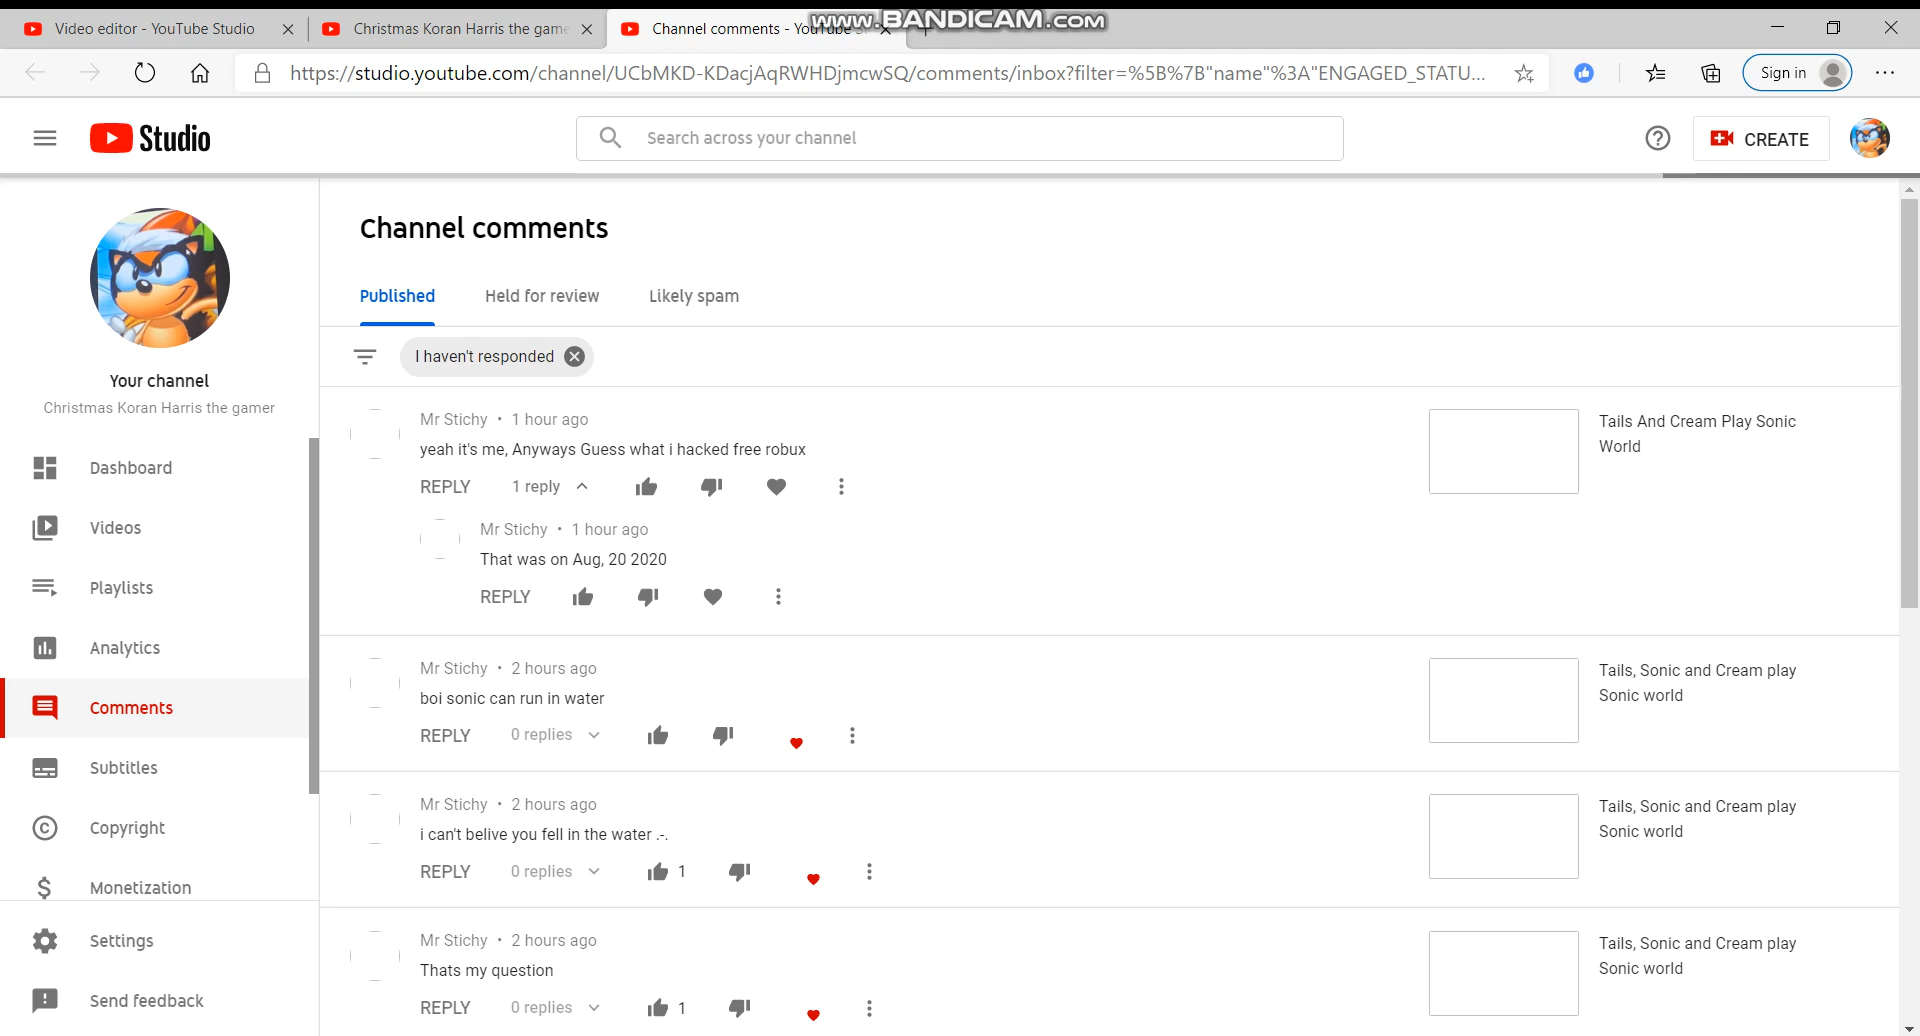 www.BANDICAM.com
Video editor - YouTube Studio
Christmas Koran Harris the game
Channel comments - YouTube S
https://studio.youtube.com/channel/UCbMKD-KDacjAqRWHDjmcwSQ/comments/inbox?filter=%5B%7B"name"%3A"ENGAGED_STATU...
Sign in
Studio
Search across your channel
CREATE
Your channel
Christmas Koran Harris the gamer
Dashboard
Videos
Playlists
Analytics
Comments
Subtitles
Copyright
Monetization
Settings
Send feedback
Channel comments
Published Held for review Likely spam
I haven't responded
Mr Stichy • 1 hour ago
yeah it's me, Anyways Guess what i hacked free robux
REPLY 1 reply
Tails And Cream Play Sonic
World
Mr Stichy • 1 hour ago
That was on Aug, 20 2020
REPLY
Mr Stichy • 2 hours ago
boi sonic can run in water
REPLY 0 replies
Tails, Sonic and Cream play
Sonic world
Mr Stichy • 2 hours ago
i can't belive you fell in the water .-.
REPLY 0 replies 1
Tails, Sonic and Cream play
Sonic world
Mr Stichy • 2 hours ago
Thats my question
REPLY 0 replies 1
Tails, Sonic and Cream play
Sonic world